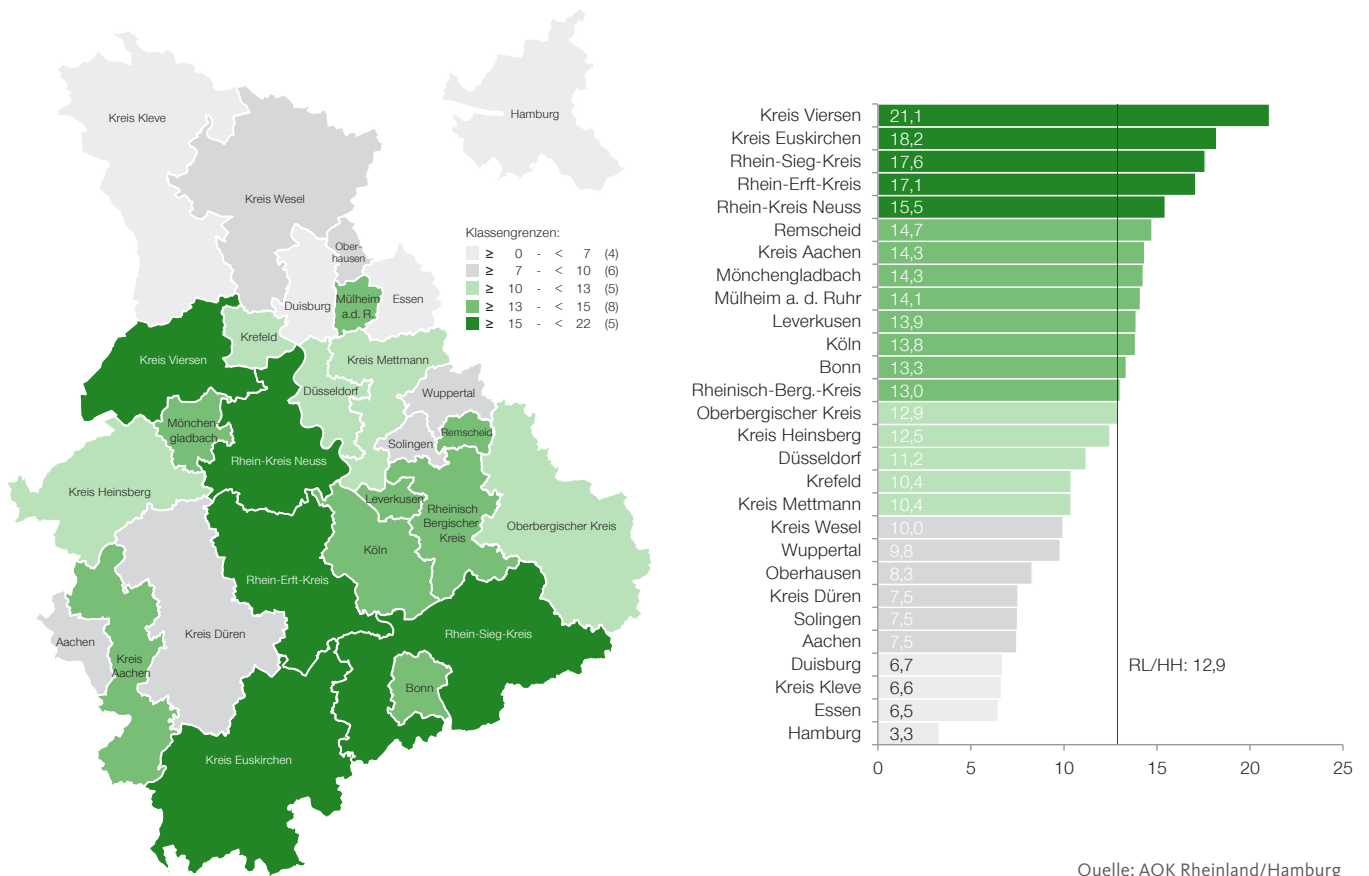 Kreis Kleve
Hamburg
Kreis Wesel
Ober-
hausen
Duisburg
Mülheim
a.d. R.
Essen
Krefeld
Kreis Viersen
Kreis Mettmann
Düsseldorf
Wuppertal
Mönchen
gladbach
Solingen
Remscheid
Rhein-Kreis Neuss
Kreis Heinsberg
Leverkusen
Rheinisch
Bergischer
Kreis
Oberbergischer Kreis
Köln
Rhein-Erft-Kreis
Aachen
Kreis Düren
Rhein-Sieg-Kreis
Kreis
Aachen
Bonn
Kreis Euskirchen
Klassengrenzen:
≥ 0 - < 7 (4)
≥ 7 - < 10 (6)
≥ 10 - < 13 (5)
≥ 13 - < 15 (8)
≥ 15 - < 22 (5)
Kreis Viersen 21,1
Kreis Euskirchen 18,2
Rhein-Sieg-Kreis 17,6
Rhein-Erft-Kreis 17,1
Rhein-Kreis Neuss 15,5
Remscheid 14,7
Kreis Aachen 14,3
Mönchengladbach 14,3
Mülheim a. d. Ruhr 14,1
Leverkusen 13,9
Köln 13,8
Bonn 13,3
Rheinisch-Berg.-Kreis 13,0
Oberbergischer Kreis 12,9
Kreis Heinsberg 12,5
Düsseldorf 11,2
Krefeld 10,4
Kreis Mettmann 10,4
Kreis Wesel 10,0
Wuppertal 9,8
Oberhausen 8,3
Kreis Düren 7,5
Solingen 7,5
Aachen 7,5
Duisburg 6,7
Kreis Kleve 6,6
Essen 6,5
Hamburg 3,3
RL/HH: 12,9
0 5 10 15 20 25
Quelle: AOK Rheinland/Hamburg